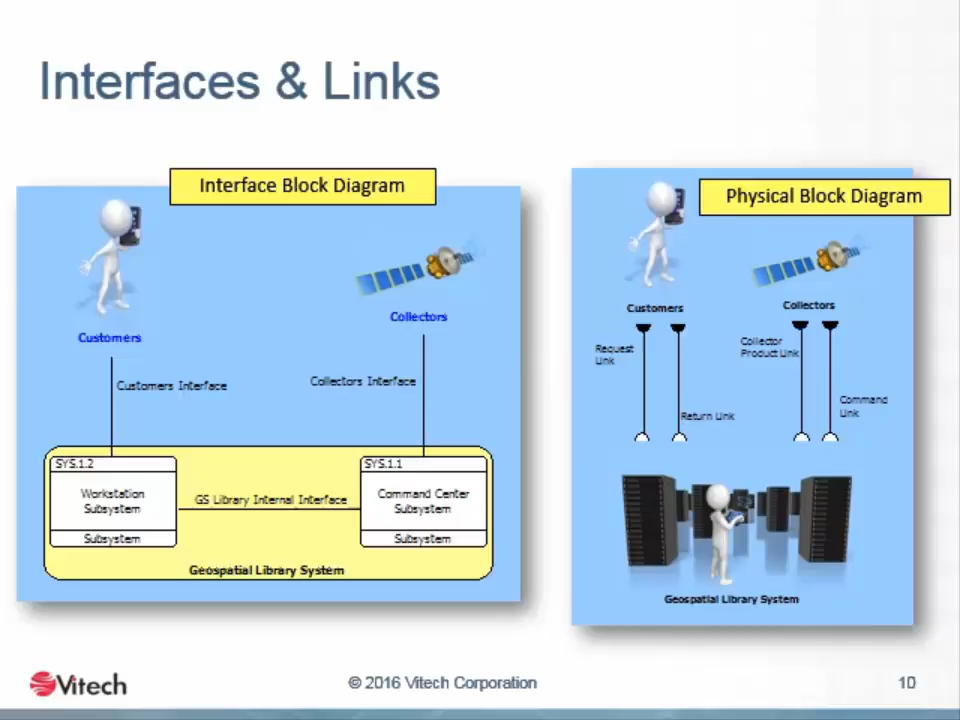 Interfaces & Links
Interface Block Diagram
Customers
Collectors
Customers Interface
Collectors Interface
SYS.1.2
Workstation
Subsystem
Subsystem
GS Library Internal Interface
SYS.1.1
Command Center
Subsystem
Subsystem
Geospatial Library System
Physical Block Diagram
Customers
Collectors
Request
Link
Return Link
Collector
Product Link
Command
Link
Geospatial Library System
Vitech
© 2016 Vitech Corporation
10